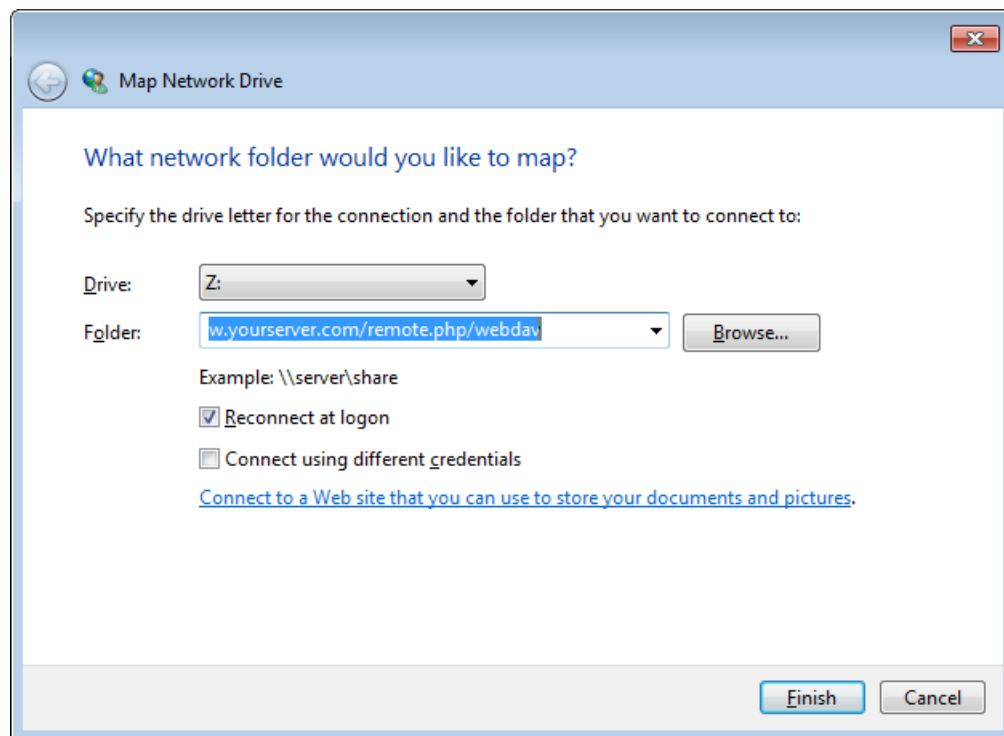 Map Network Drive
What network folder would you like to map?
Specify the drive letter for the connection and the folder that you want to connect to:
Drive: Z:
Folder: w.yourserver.com/remote.php/webdav Browse...
Example: \\server\share
Reconnect at logon
Connect using different credentials
Connect to a Web site that you can use to store your documents and pictures.
Finish Cancel